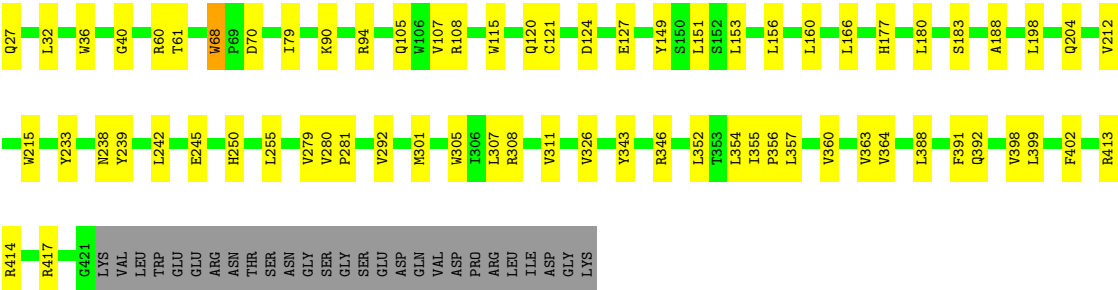 Q27 L32 W36 G40 R60 T61 W68 P69 D70 I79 K90 R94 Q105 W106 V107 R108 W115 Q120 C121 D124 E127 Y149 S150 L151 S152 L153 L156 L160 L166 H177 L180 S183 A188 L198 Q204 V212
W215 Y233 N238 Y239 L242 E245 H250 L255 V279 V280 P281 V292 M301 W305 I306 L307 R308 V311 V326 Y343 R346 L352 T353 L354 I355 P356 L357 V360 V363 V364 L388 F391 Q392 V398 L399 F402 R413
R414 R417 G421 LYS VAL LEU TRP GLU GLU ARG ASN THR SER ASN GLY SER GLY SER GLU ASP GLN VAL ASP PRO ARG LEU ILE ASP GLY LYS